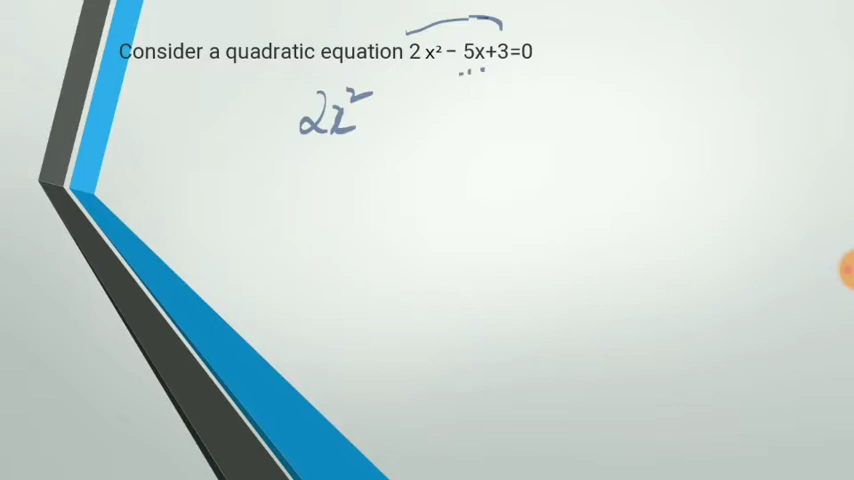 Consider a quadratic equation 2 x² − 5x+3=0
2x²